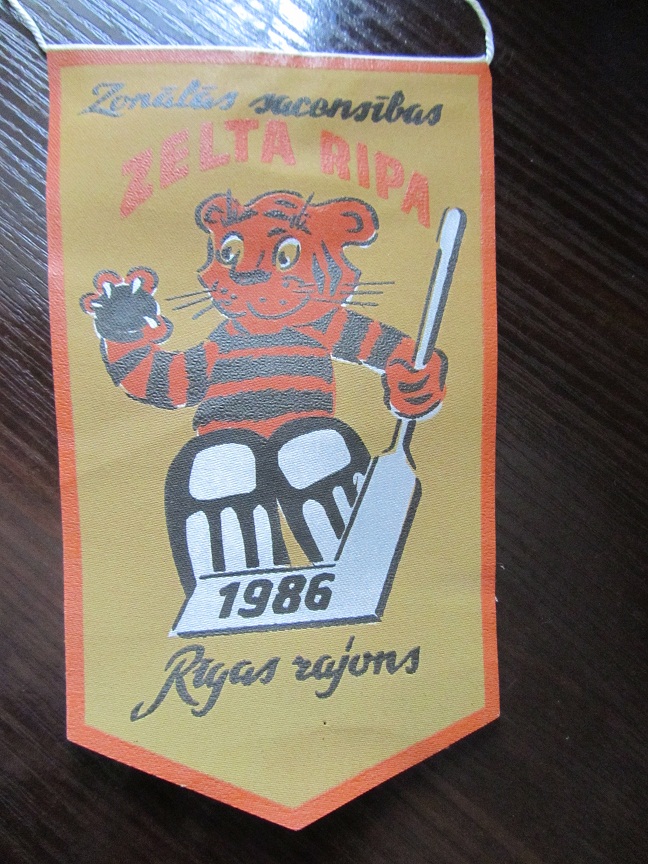 Zonālās sacensības
ZELTA RIPA
1986
Rīgas rajons